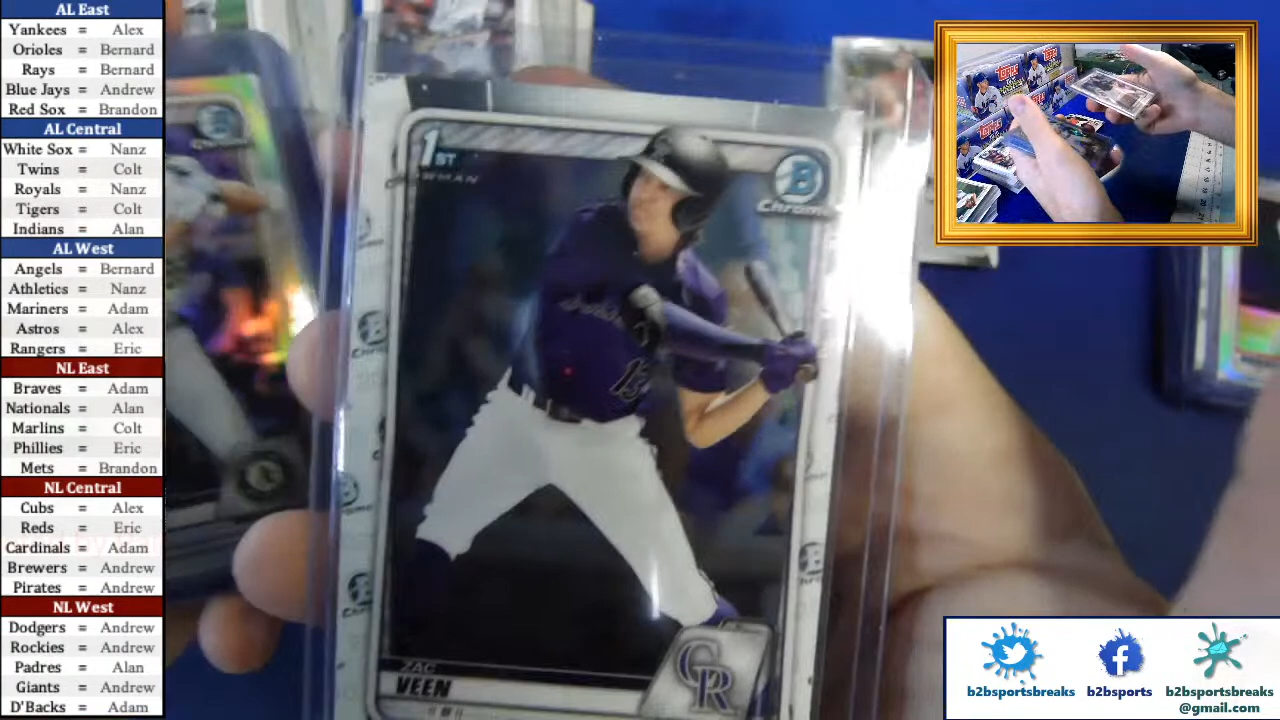 AL East
Yankees = Alex
Orioles = Bernard
Rays = Bernard
Blue Jays = Andrew
Red Sox = Brandon
AL Central
White Sox = Nanz
Twins = Colt
Royals = Nanz
Tigers = Colt
Indians = Alan
AL West
Angels = Bernard
Athletics = Nanz
Mariners = Adam
Astros = Alex
Rangers = Eric
NL East
Braves = Adam
Nationals = Alan
Marlins = Colt
Phillies = Eric
Mets = Brandon
NL Central
Cubs = Alex
Reds = Eric
Cardinals = Adam
Brewers = Andrew
Pirates = Andrew
NL West
Dodgers = Andrew
Rockies = Andrew
Padres = Alan
Giants = Andrew
D'Backs = Adam
1ST
B
Chrome
13
ZAC
VEEN
CR
b2bsportsbreaks
b2bsports
b2bsportsbreaks
@gmail.com